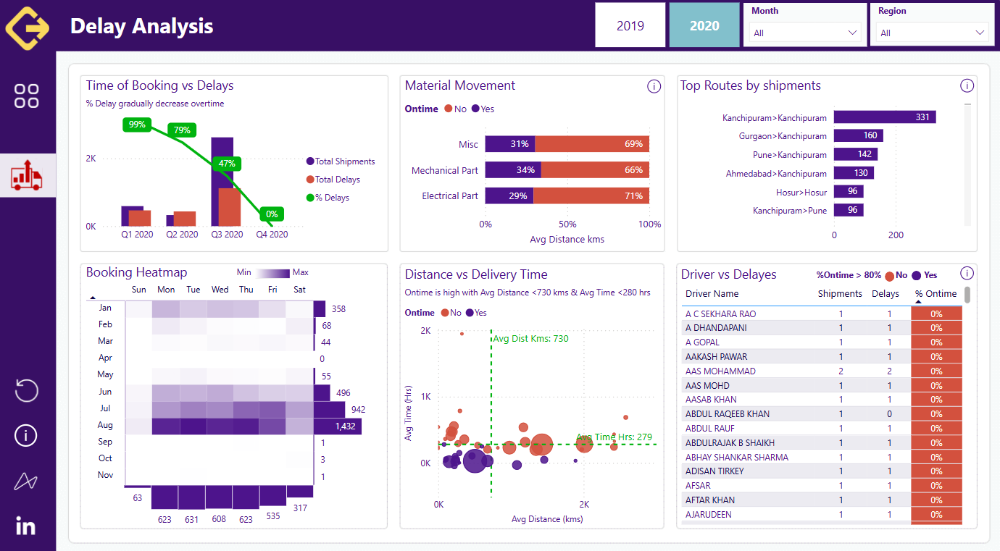 Delay Analysis
2019
2020
Month
All
Region
All
Time of Booking vs Delays
% Delay gradually decrease overtime
99%
79%
47%
0%
2K
0K
Q1 2020
Q2 2020
Q3 2020
Q4 2020
Total Shipments
Total Delays
% Delays
Material Movement
i
Ontime No Yes
Misc 31% 69%
Mechanical Part 34% 66%
Electrical Part 29% 71%
0% 50% 100%
Avg Distance kms
Top Routes by shipments
i
Kanchipuram>Kanchipuram 331
Gurgaon>Kanchipuram 160
Pune>Kanchipuram 142
Ahmedabad>Kanchipuram 130
Hosur>Hosur 96
Kanchipuram>Pune 96
0 200
Booking Heatmap
Min Max
Sun Mon Tue Wed Thu Fri Sat
Jan 358
Feb 68
Mar 44
Apr 0
May 55
Jun 496
Jul 942
Aug 1,432
Sep 1
Oct 3
Nov 1
63 623 631 608 623 535 317
Distance vs Delivery Time
Ontime is high with Avg Distance <730 kms & Avg Time <280 hrs
Ontime No Yes
2K
1K
0K
Avg Time (Hrs)
Avg Dist Kms: 730
Avg Time Hrs: 279
0K 2K
Avg Distance (kms)
Driver vs Delayes
%Ontime > 80% No Yes
i
Driver Name Shipments Delays % Ontime
A C SEKHARA RAO 1 1 0%
A DHANDAPANI 1 1 0%
A GOPAL 1 1 0%
AAKASH PAWAR 1 1 0%
AAS MOHAMMAD 2 2 0%
AAS MOHD 1 1 0%
AASAB KHAN 1 1 0%
ABDUL RAQEEB KHAN 1 0 0%
ABDUL RAUF 1 1 0%
ABDULRAJAK B SHAIKH 1 1 0%
ABHAY SHANKAR SHARMA 1 1 0%
ADISAN TIRKEY 1 1 0%
AFSAR 1 1 0%
AFTAR KHAN 1 1 0%
AJARUDEEN 1 1 0%
i
in